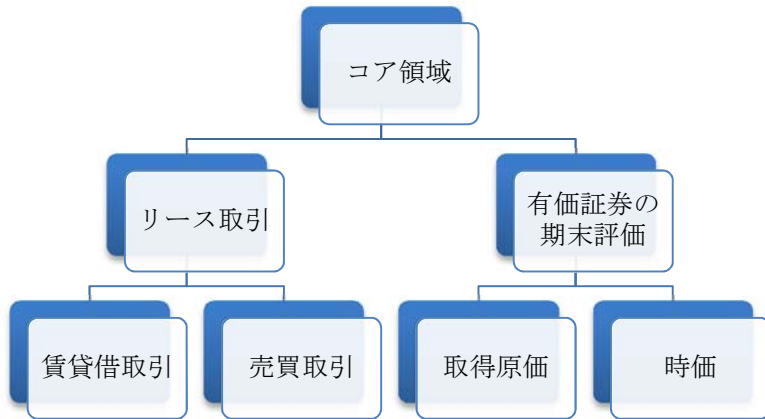 コア領域
リース取引
有価証券の
期末評価
賃貸借取引
売買取引
取得原価
時価